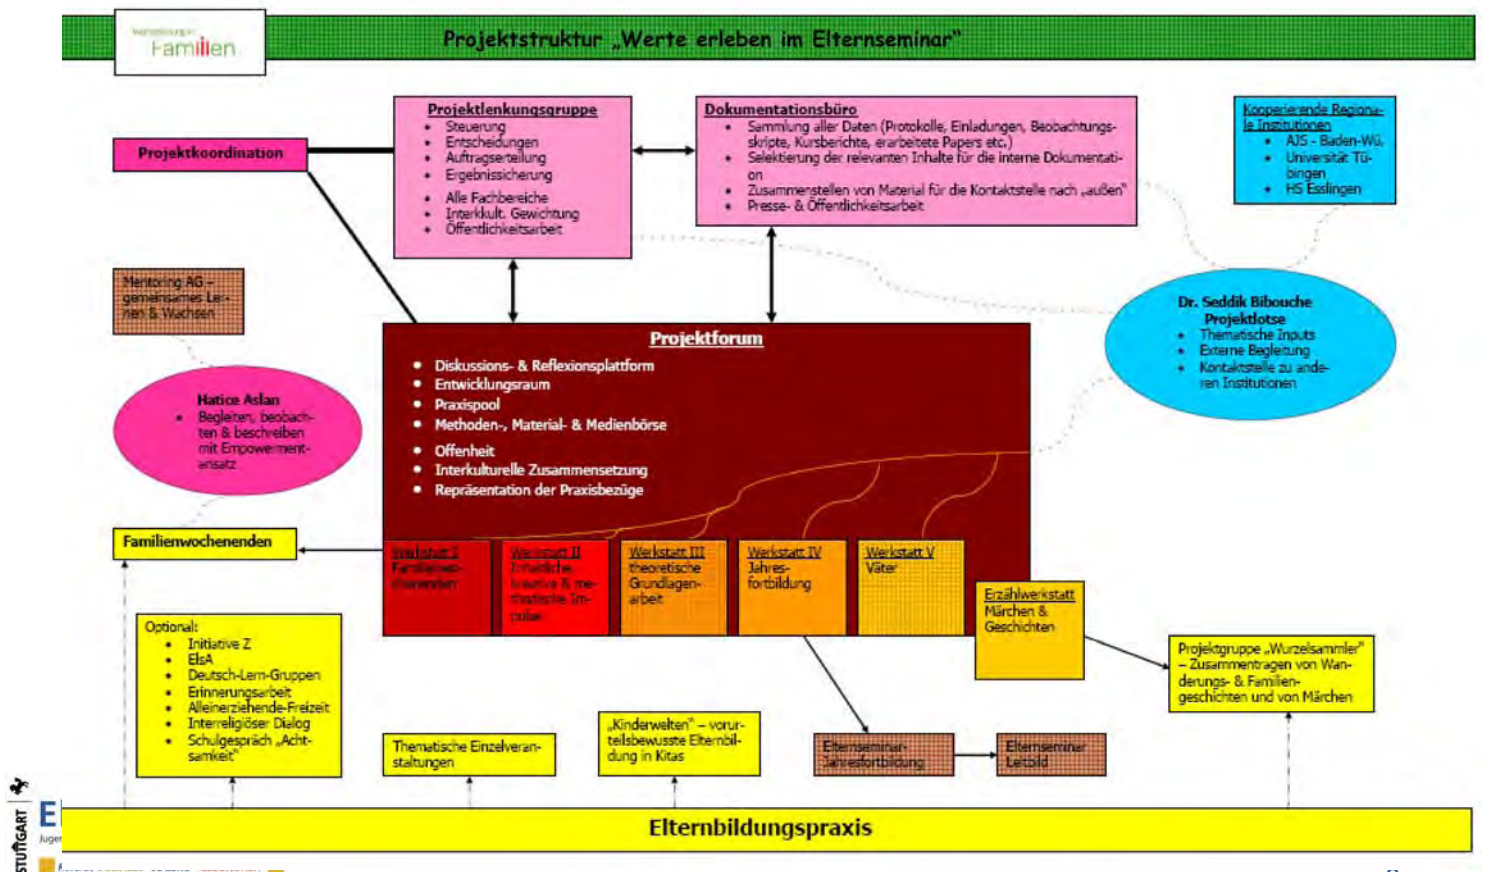 Wertebildung in
Familien
Projektstruktur „Werte erleben im Elternseminar"
Projektkoordination
Projektlenkungsgruppe
• Steuerung
• Entscheidungen
• Auftragserteilung
• Ergebnissicherung
• Alle Fachbereiche
• Interkkult. Gewichtung
• Öffentlichkeitsarbeit
Dokumentationsbüro
• Sammlung aller Daten (Protokolle, Einladungen, Beobachtungs-
skripte, Kursberichte, erarbeitete Papers etc.)
• Selektierung der relevanten Inhalte für die interne Dokumentati-
on
• Zusammenstellen von Material für die Kontaktstelle nach „außen"
• Presse- & Öffentlichkeitsarbeit
Kooperierende Regiona-
le Institutionen
• AJS - Baden-Wü,
• Universität Tü-
bingen
• HS Esslingen
Mentoring AG –
gemeinsames Ler-
nen & Wachsen
Dr. Seddik Bibouche
Projektlotse
• Thematische Inputs
• Externe Begleitung
• Kontaktstelle zu ande-
ren Institutionen
Hatice Aslan
• Begleiten, beobach-
ten & beschreiben
mit Empowerment-
ansatz
Projektforum
• Diskussions- & Reflexionsplattform
• Entwicklungsraum
• Praxispool
• Methoden-, Material- & Medienbörse
• Offenheit
• Interkulturelle Zusammensetzung
• Repräsentation der Praxisbezüge
Familienwochenenden
Werkstatt I
Familienwo-
chenenden
Werkstatt II
Inhaltliche,
kreative & me-
thodische Im-
pulse
Werkstatt III
theoretische
Grundlagen-
arbeit
Werkstatt IV
Jahres-
fortbildung
Werkstatt V
Väter
Erzählwerkstatt
Märchen &
Geschichten
Optional:
• Initiative Z
• ElsA
• Deutsch-Lern-Gruppen
• Erinnerungsarbeit
• Alleinerziehende-Freizeit
• Interreligiöser Dialog
• Schulgespräch „Acht-
samkeit"
Projektgruppe „Wurzelsammler"
– Zusammentragen von Wan-
derungs- & Familien-
geschichten und von Märchen
Thematische Einzelveran-
staltungen
„Kinderwelten" – vorur-
teilsbewusste Elternbil-
dung in Kitas
Elternseminar-
Jahresfortbildung
Elternseminar
Leitbild
Elternbildungspraxis
STUTTGART
E
Juge